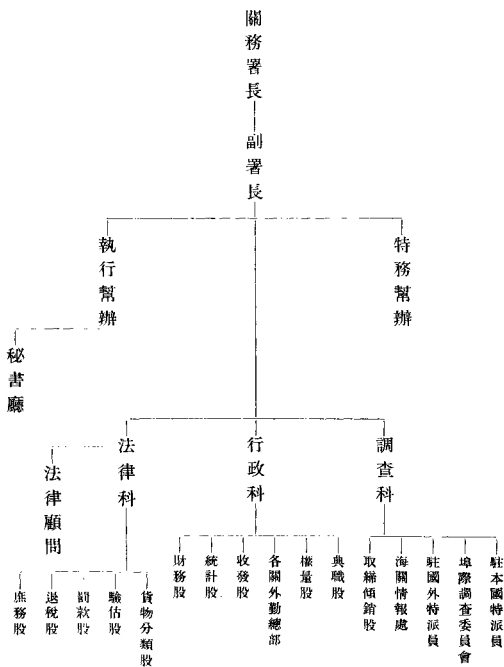 關務署長
副署長
特務幫辦
執行幫辦
秘書廳
調查科
行政科
法律科
法律顧問
駐本國特派員
埠際調查委員會
駐國外特派員
海關情報處
取締傾銷股
典職股
權量股
各關外勤總部
收發股
統計股
財務股
貨物分類股
驗估股
罰款股
退稅股
庶務股